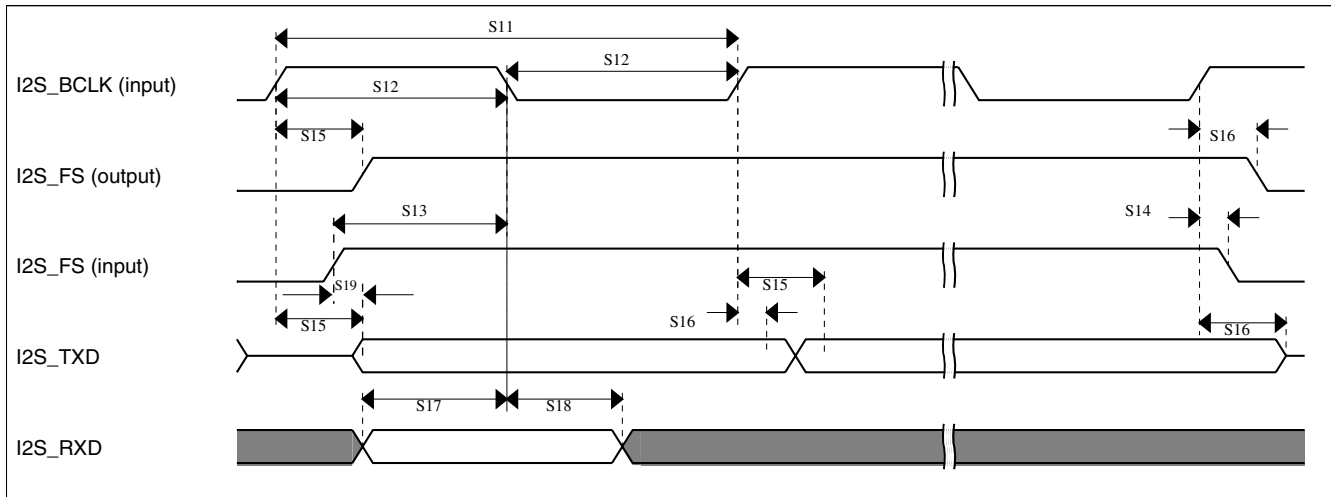 S11
I2S_BCLK (input)
S12
S12
S15
S16
I2S_FS (output)
S13
S14
I2S_FS (input)
S19
S15
S15
S16
S16
I2S_TXD
S17
S18
I2S_RXD